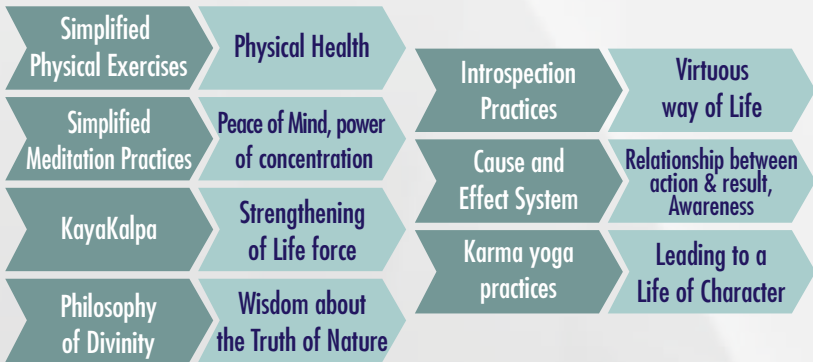 Simplified
Physical Exercises
Physical Health
Simplified
Meditation Practices
Peace of Mind, power
of concentration
KayaKalpa
Strengthening
of Life force
Philosophy
of Divinity
Wisdom about
the Truth of Nature
Introspection
Practices
Virtuous
way of Life
Cause and
Effect System
Relationship between
action & result,
Awareness
Karma yoga
practices
Leading to a
Life of Character